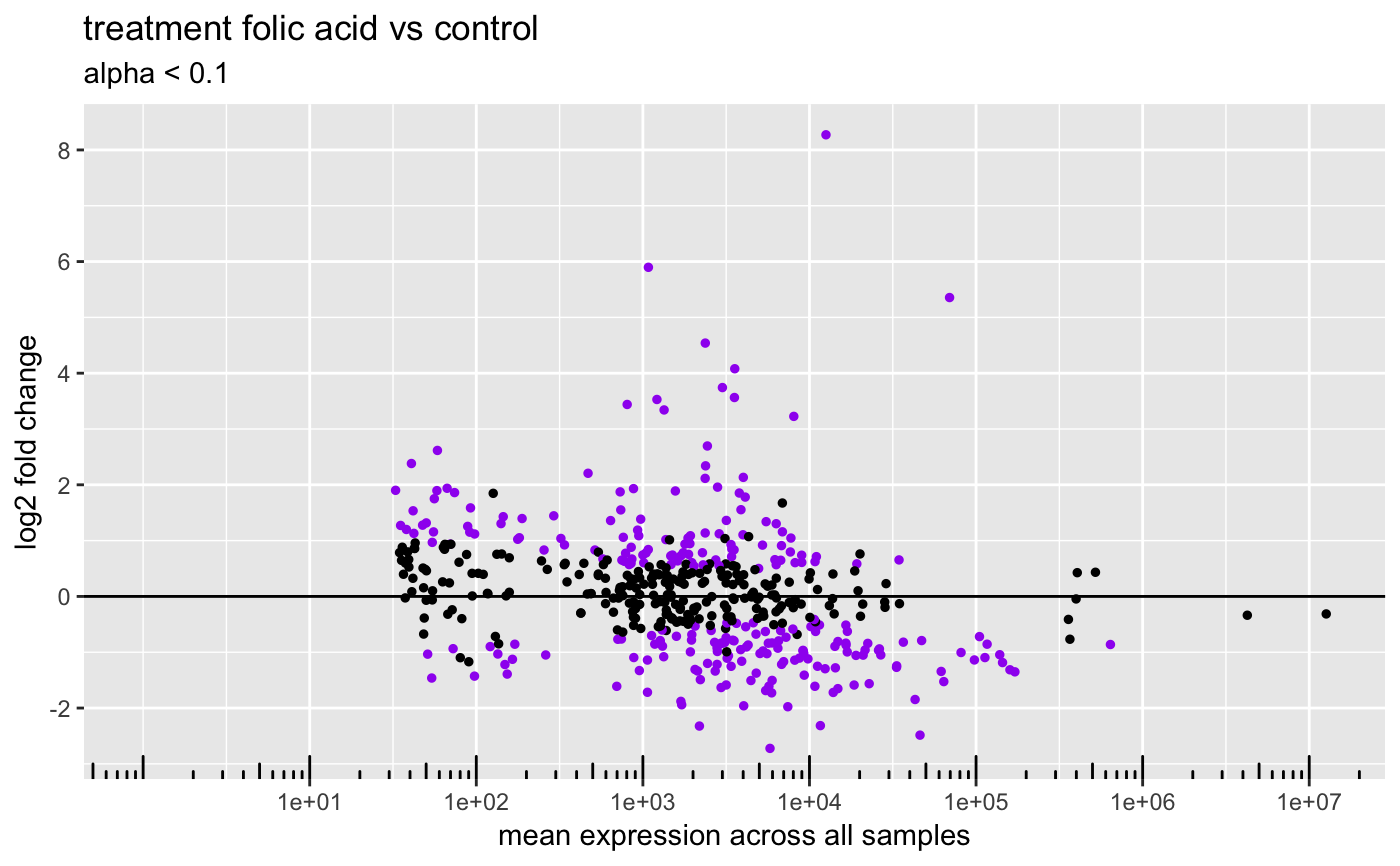 treatment folic acid vs control
alpha < 0.1
log2 fold change
8
6
4
2
0
-2
1e+01 1e+02 1e+03 1e+04 1e+05 1e+06 1e+07
mean expression across all samples